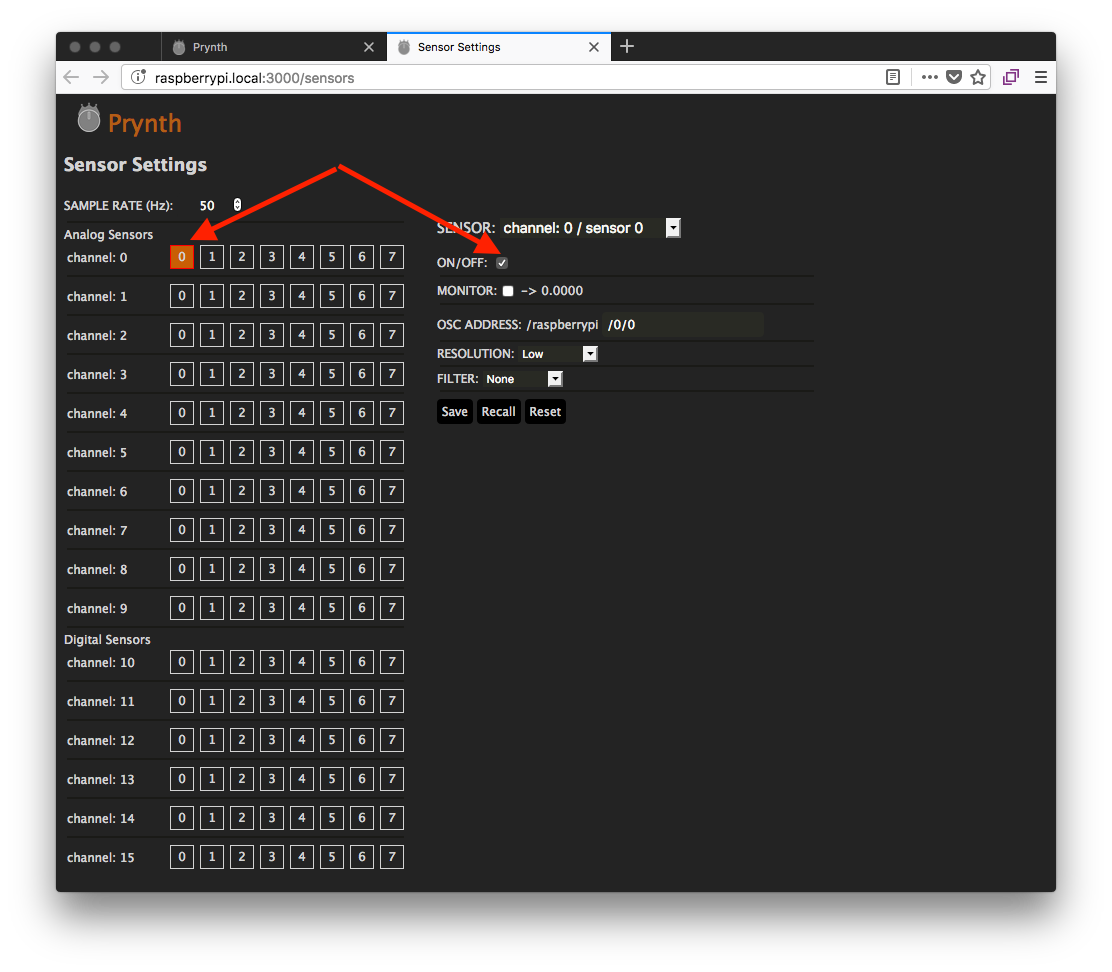 Prynth
Sensor Settings
raspberrypi.local:3000/sensors
Prynth
Sensor Settings
SAMPLE RATE (Hz): 50
Analog Sensors
channel: 0 0 1 2 3 4 5 6 7
channel: 1 0 1 2 3 4 5 6 7
channel: 2 0 1 2 3 4 5 6 7
channel: 3 0 1 2 3 4 5 6 7
channel: 4 0 1 2 3 4 5 6 7
channel: 5 0 1 2 3 4 5 6 7
channel: 6 0 1 2 3 4 5 6 7
channel: 7 0 1 2 3 4 5 6 7
channel: 8 0 1 2 3 4 5 6 7
channel: 9 0 1 2 3 4 5 6 7
Digital Sensors
channel: 10 0 1 2 3 4 5 6 7
channel: 11 0 1 2 3 4 5 6 7
channel: 12 0 1 2 3 4 5 6 7
channel: 13 0 1 2 3 4 5 6 7
channel: 14 0 1 2 3 4 5 6 7
channel: 15 0 1 2 3 4 5 6 7
SENSOR: channel: 0 / sensor 0
ON/OFF:
MONITOR: -> 0.0000
OSC ADDRESS: /raspberrypi /0/0
RESOLUTION: Low
FILTER: None
Save Recall Reset